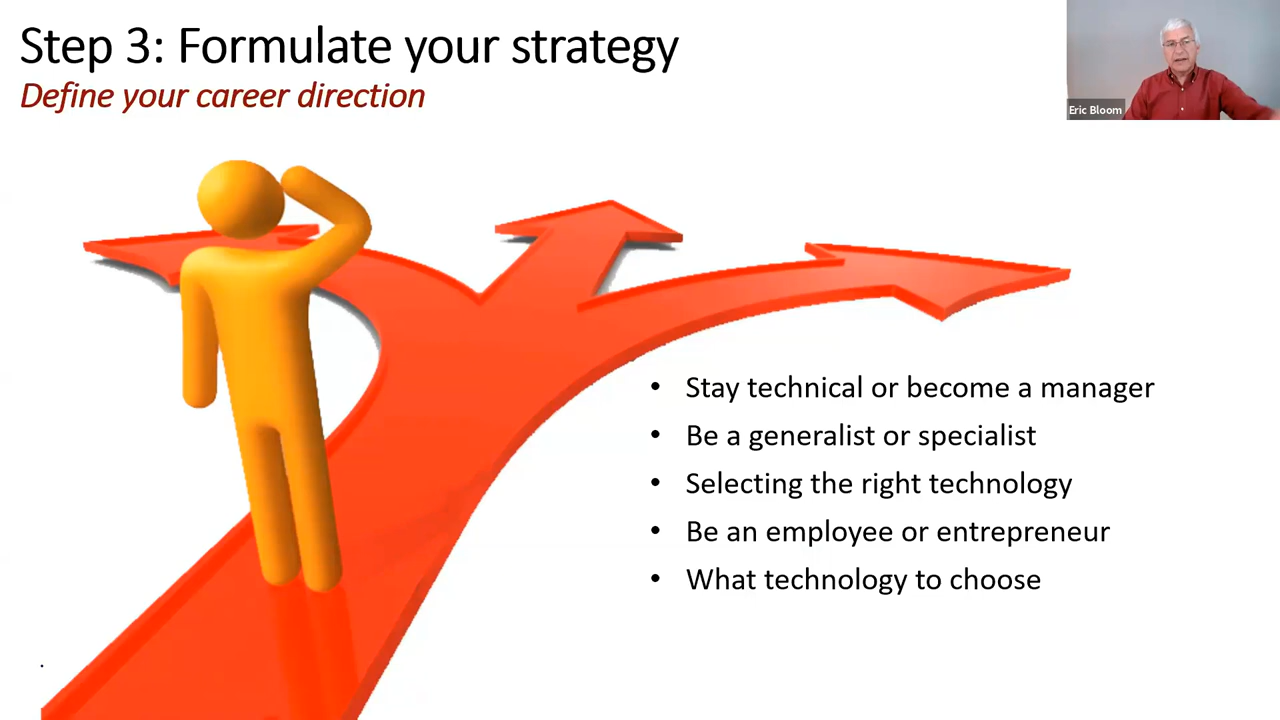 Step 3: Formulate your strategy
Define your career direction
Eric Bloom
• Stay technical or become a manager
• Be a generalist or specialist
• Selecting the right technology
• Be an employee or entrepreneur
• What technology to choose
.